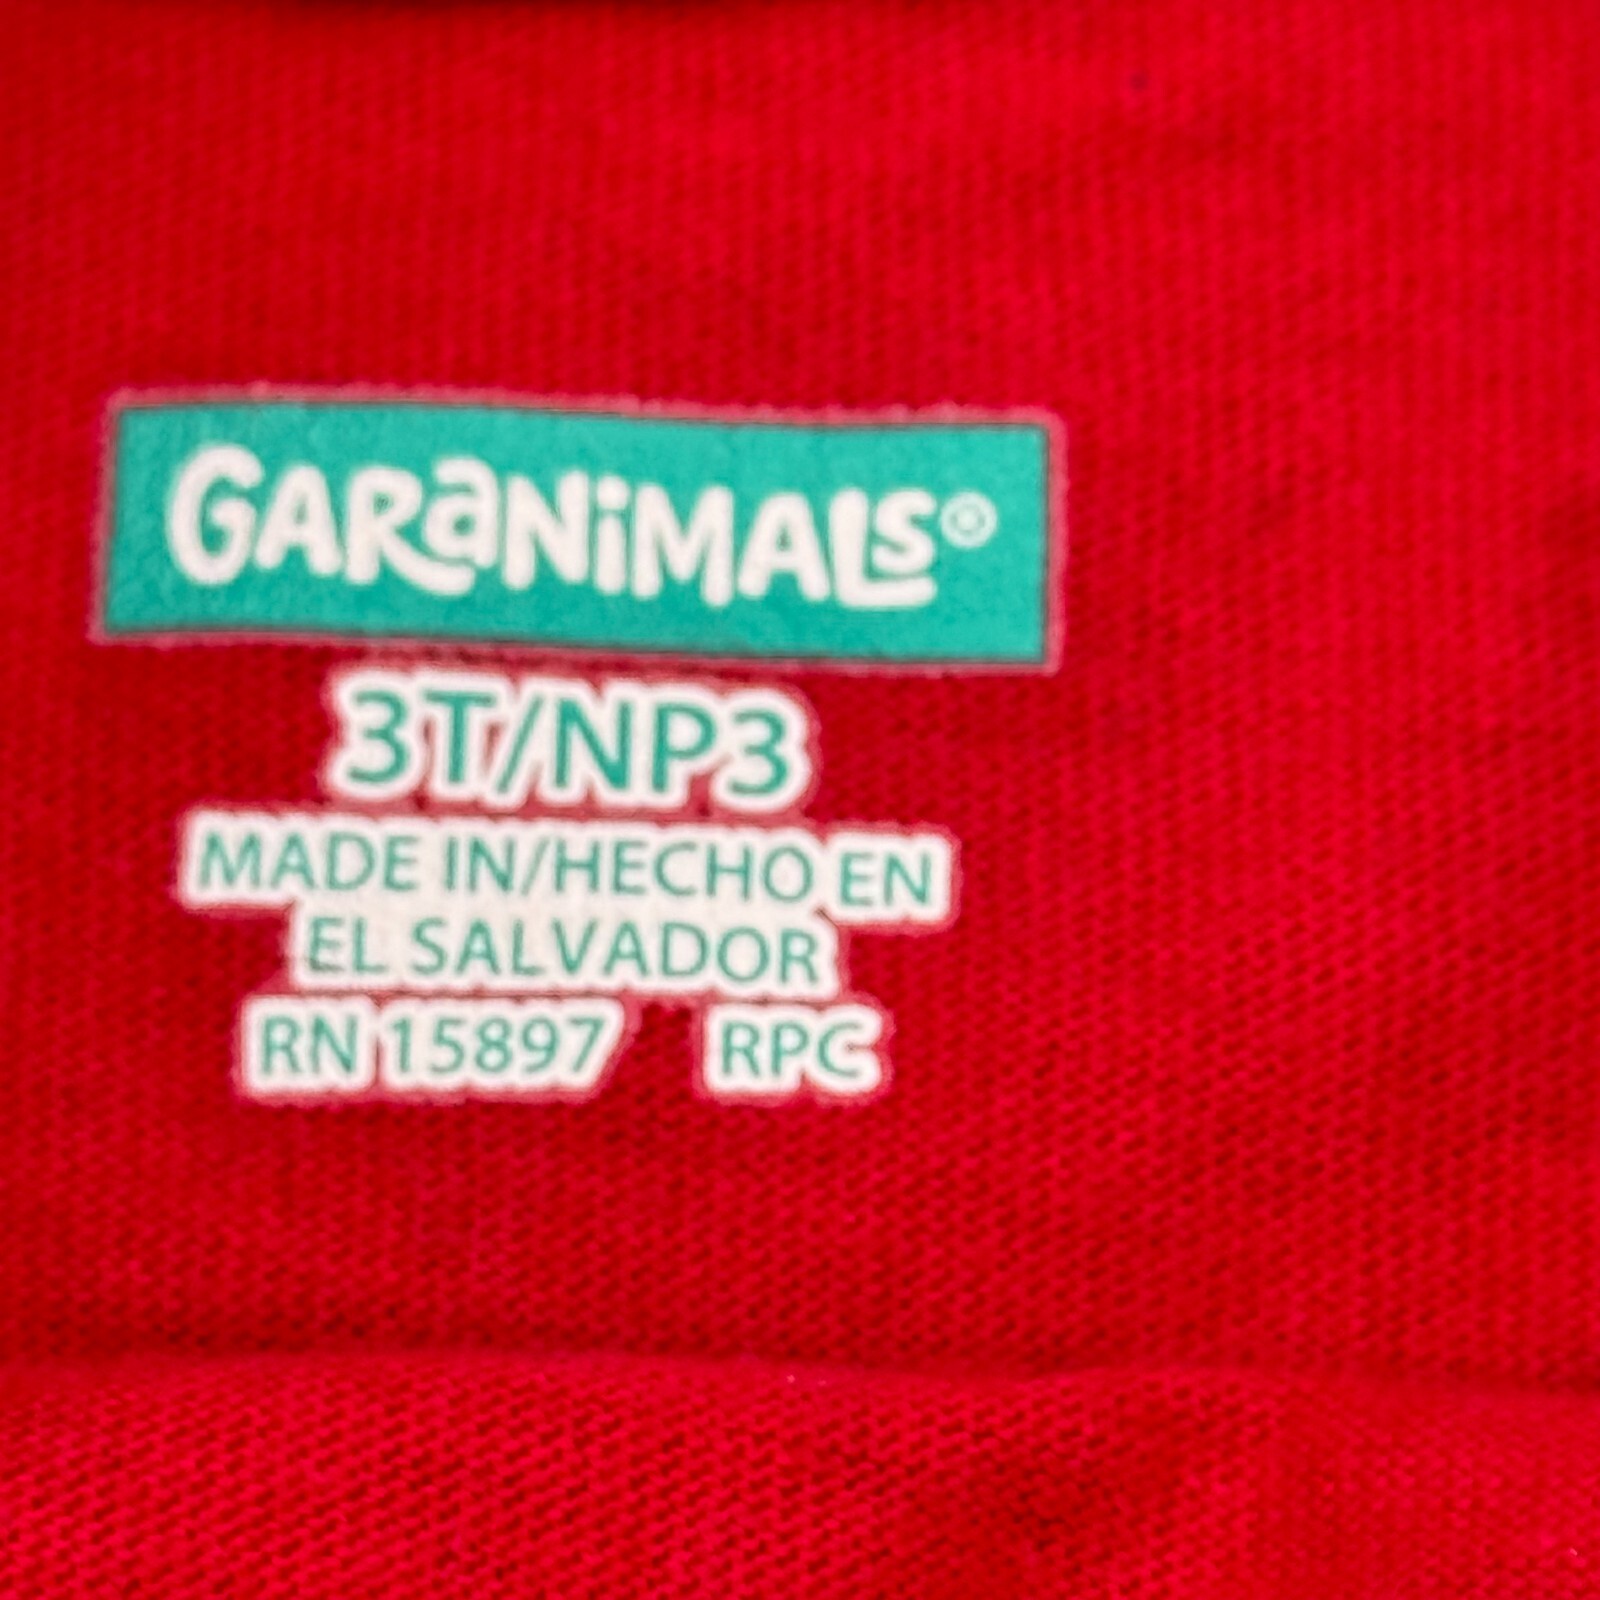 GARaNiMALS®
3T/NP3
MADE IN/HECHO EN
EL SALVADOR
RN 15897 RPC